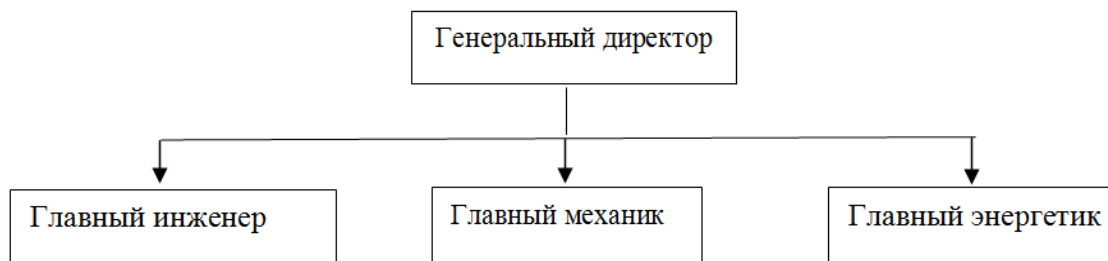 Генеральный директор
Главный инженер
Главный механик
Главный энергетик